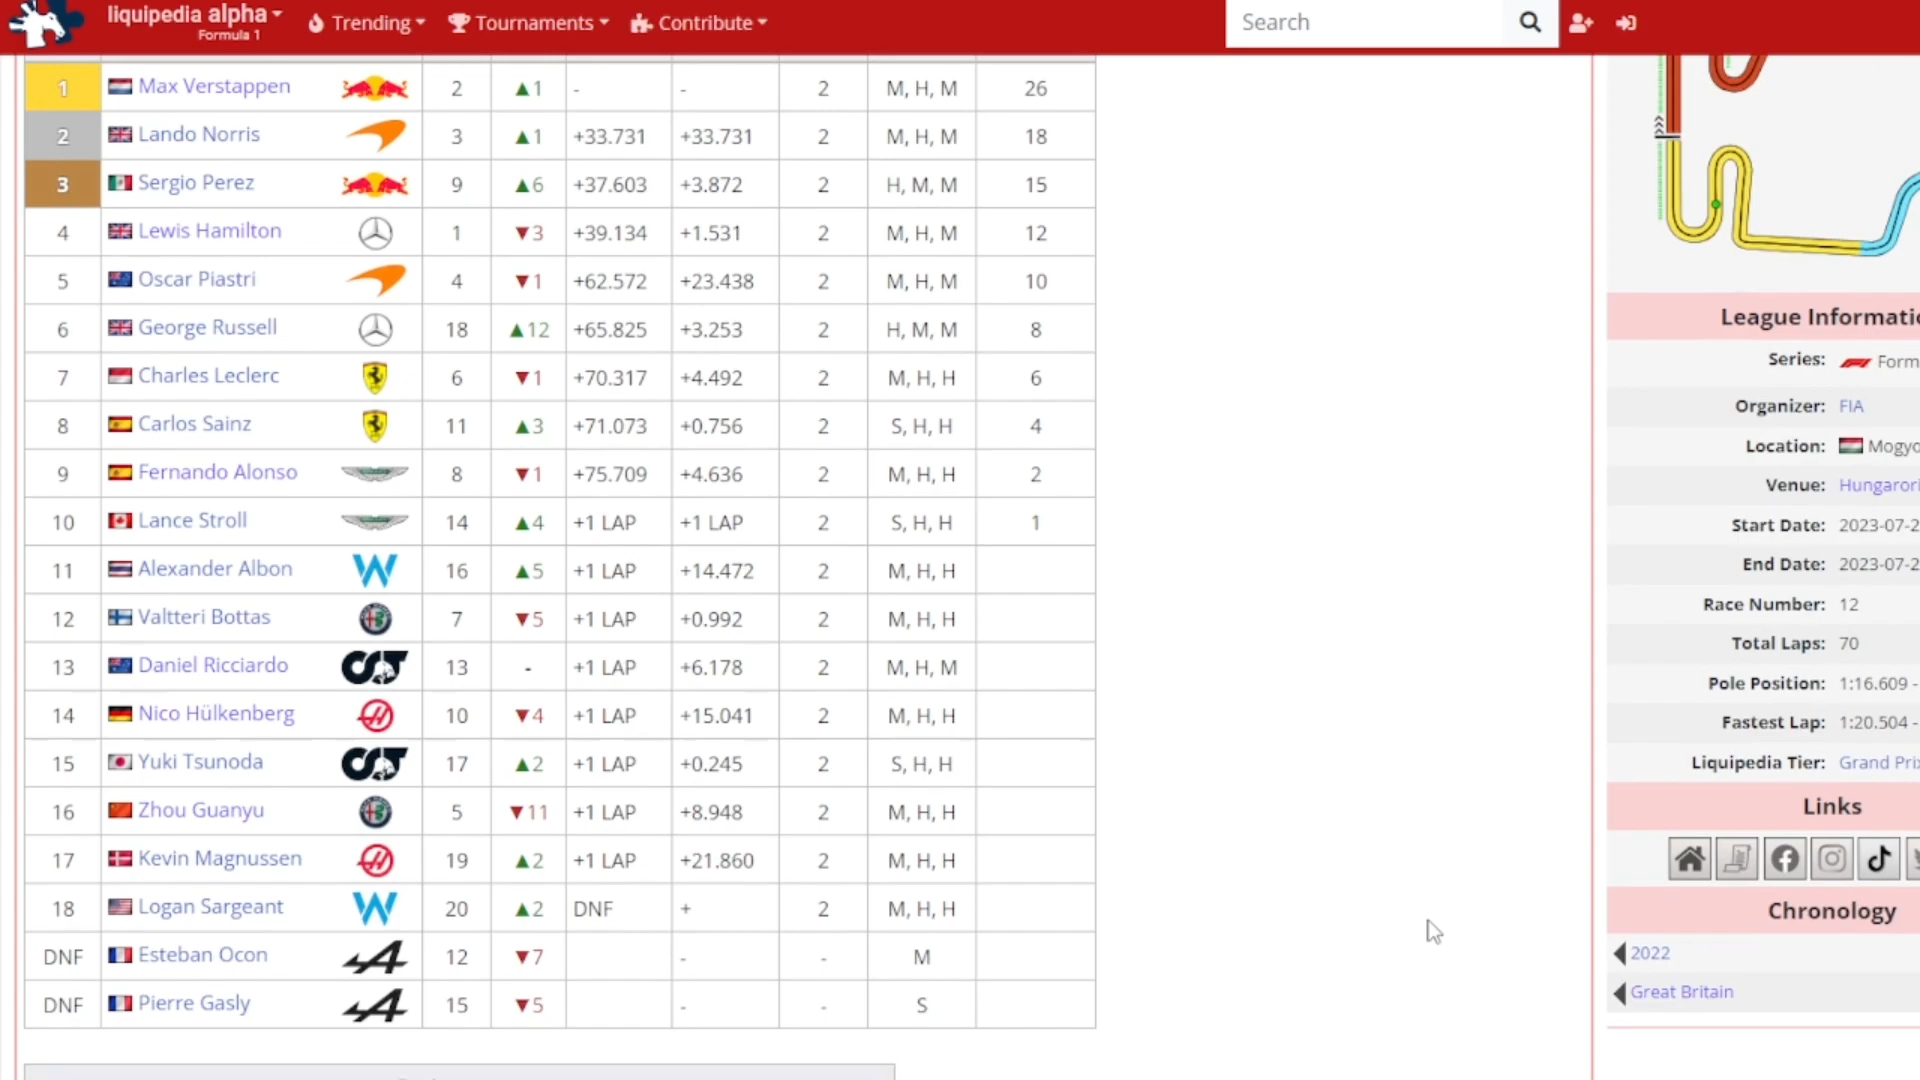 liquipedia alpha
Formula 1
Trending
Tournaments
Contribute
Search
1 Max Verstappen 2 ▲1 - - 2 M, H, M 26
2 Lando Norris 3 ▲1 +33.731 +33.731 2 M, H, M 18
3 Sergio Perez 9 ▲6 +37.603 +3.872 2 H, M, M 15
4 Lewis Hamilton 1 ▼3 +39.134 +1.531 2 M, H, M 12
5 Oscar Piastri 4 ▼1 +62.572 +23.438 2 M, H, M 10
6 George Russell 18 ▲12 +65.825 +3.253 2 H, M, M 8
7 Charles Leclerc 6 ▼1 +70.317 +4.492 2 M, H, H 6
8 Carlos Sainz 11 ▲3 +71.073 +0.756 2 S, H, H 4
9 Fernando Alonso 8 ▼1 +75.709 +4.636 2 M, H, H 2
10 Lance Stroll 14 ▲4 +1 LAP +1 LAP 2 S, H, H 1
11 Alexander Albon 16 ▲5 +1 LAP +14.472 2 M, H, H
12 Valtteri Bottas 7 ▼5 +1 LAP +0.992 2 M, H, H
13 Daniel Ricciardo 13 - +1 LAP +6.178 2 M, H, M
14 Nico Hülkenberg 10 ▼4 +1 LAP +15.041 2 M, H, H
15 Yuki Tsunoda 17 ▲2 +1 LAP +0.245 2 S, H, H
16 Zhou Guanyu 5 ▼11 +1 LAP +8.948 2 M, H, H
17 Kevin Magnussen 19 ▲2 +1 LAP +21.860 2 M, H, H
18 Logan Sargeant 20 ▲2 DNF + 2 M, H, H
DNF Esteban Ocon 12 ▼7 - - M
DNF Pierre Gasly 15 ▼5 - - S
League Informatio
Series: Form
Organizer: FIA
Location: Mogyo
Venue: Hungarori
Start Date: 2023-07-2
End Date: 2023-07-2
Race Number: 12
Total Laps: 70
Pole Position: 1:16.609 -
Fastest Lap: 1:20.504 -
Liquipedia Tier: Grand Prix
Links
Chronology
2022
Great Britain